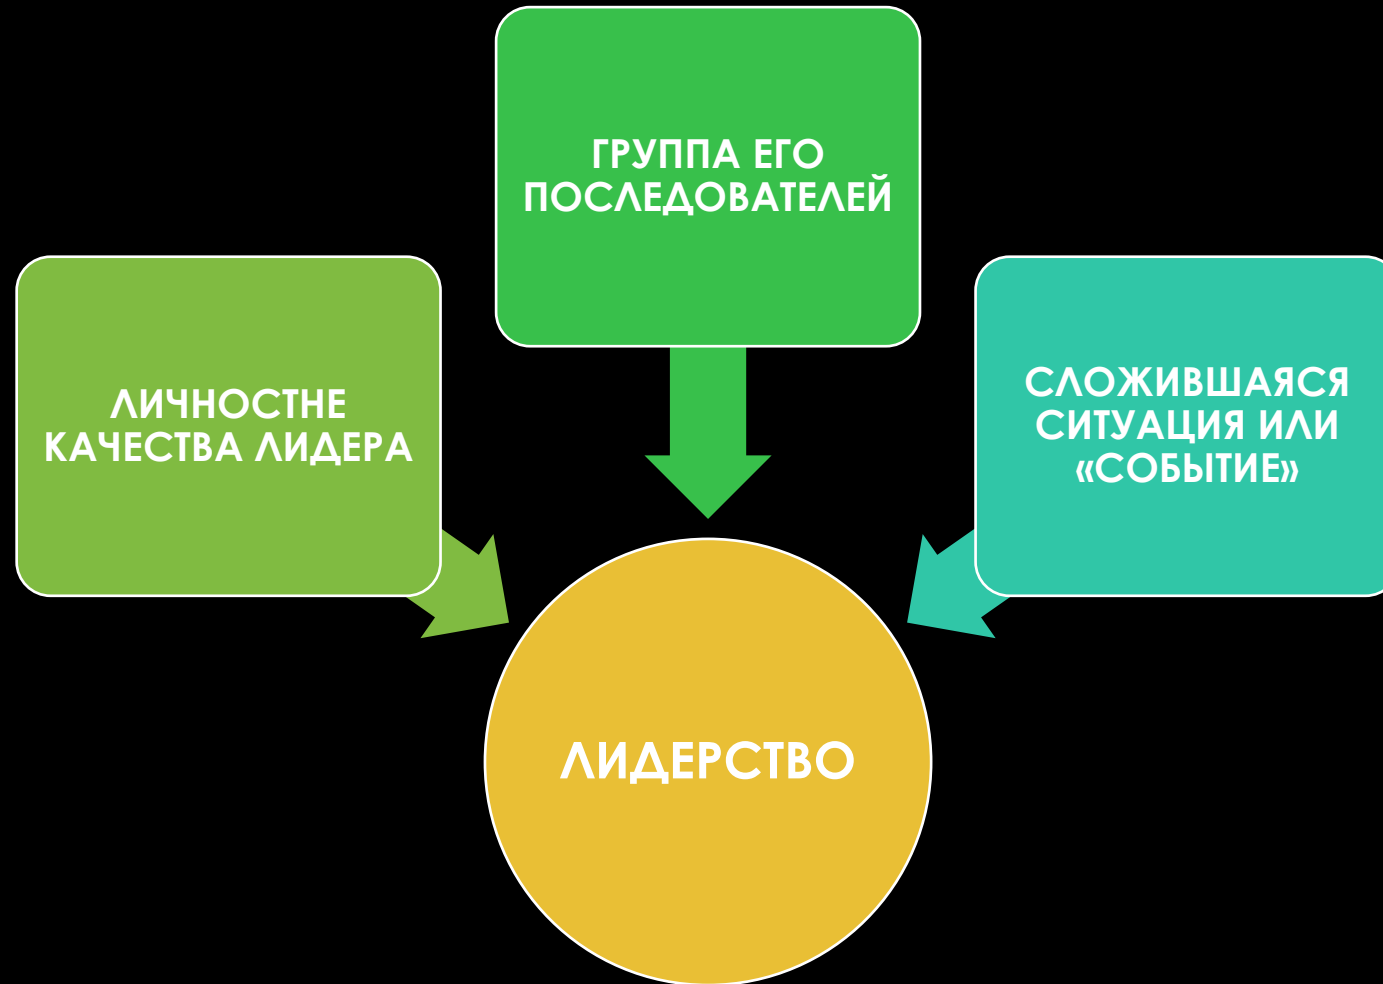 ГРУППА ЕГО
ПОСЛЕДОВАТЕЛЕЙ
ЛИЧНОСТНЕ
КАЧЕСТВА ЛИДЕРА
СЛОЖИВШАЯСЯ
СИТУАЦИЯ ИЛИ
«СОБЫТИЕ»
ЛИДЕРСТВО